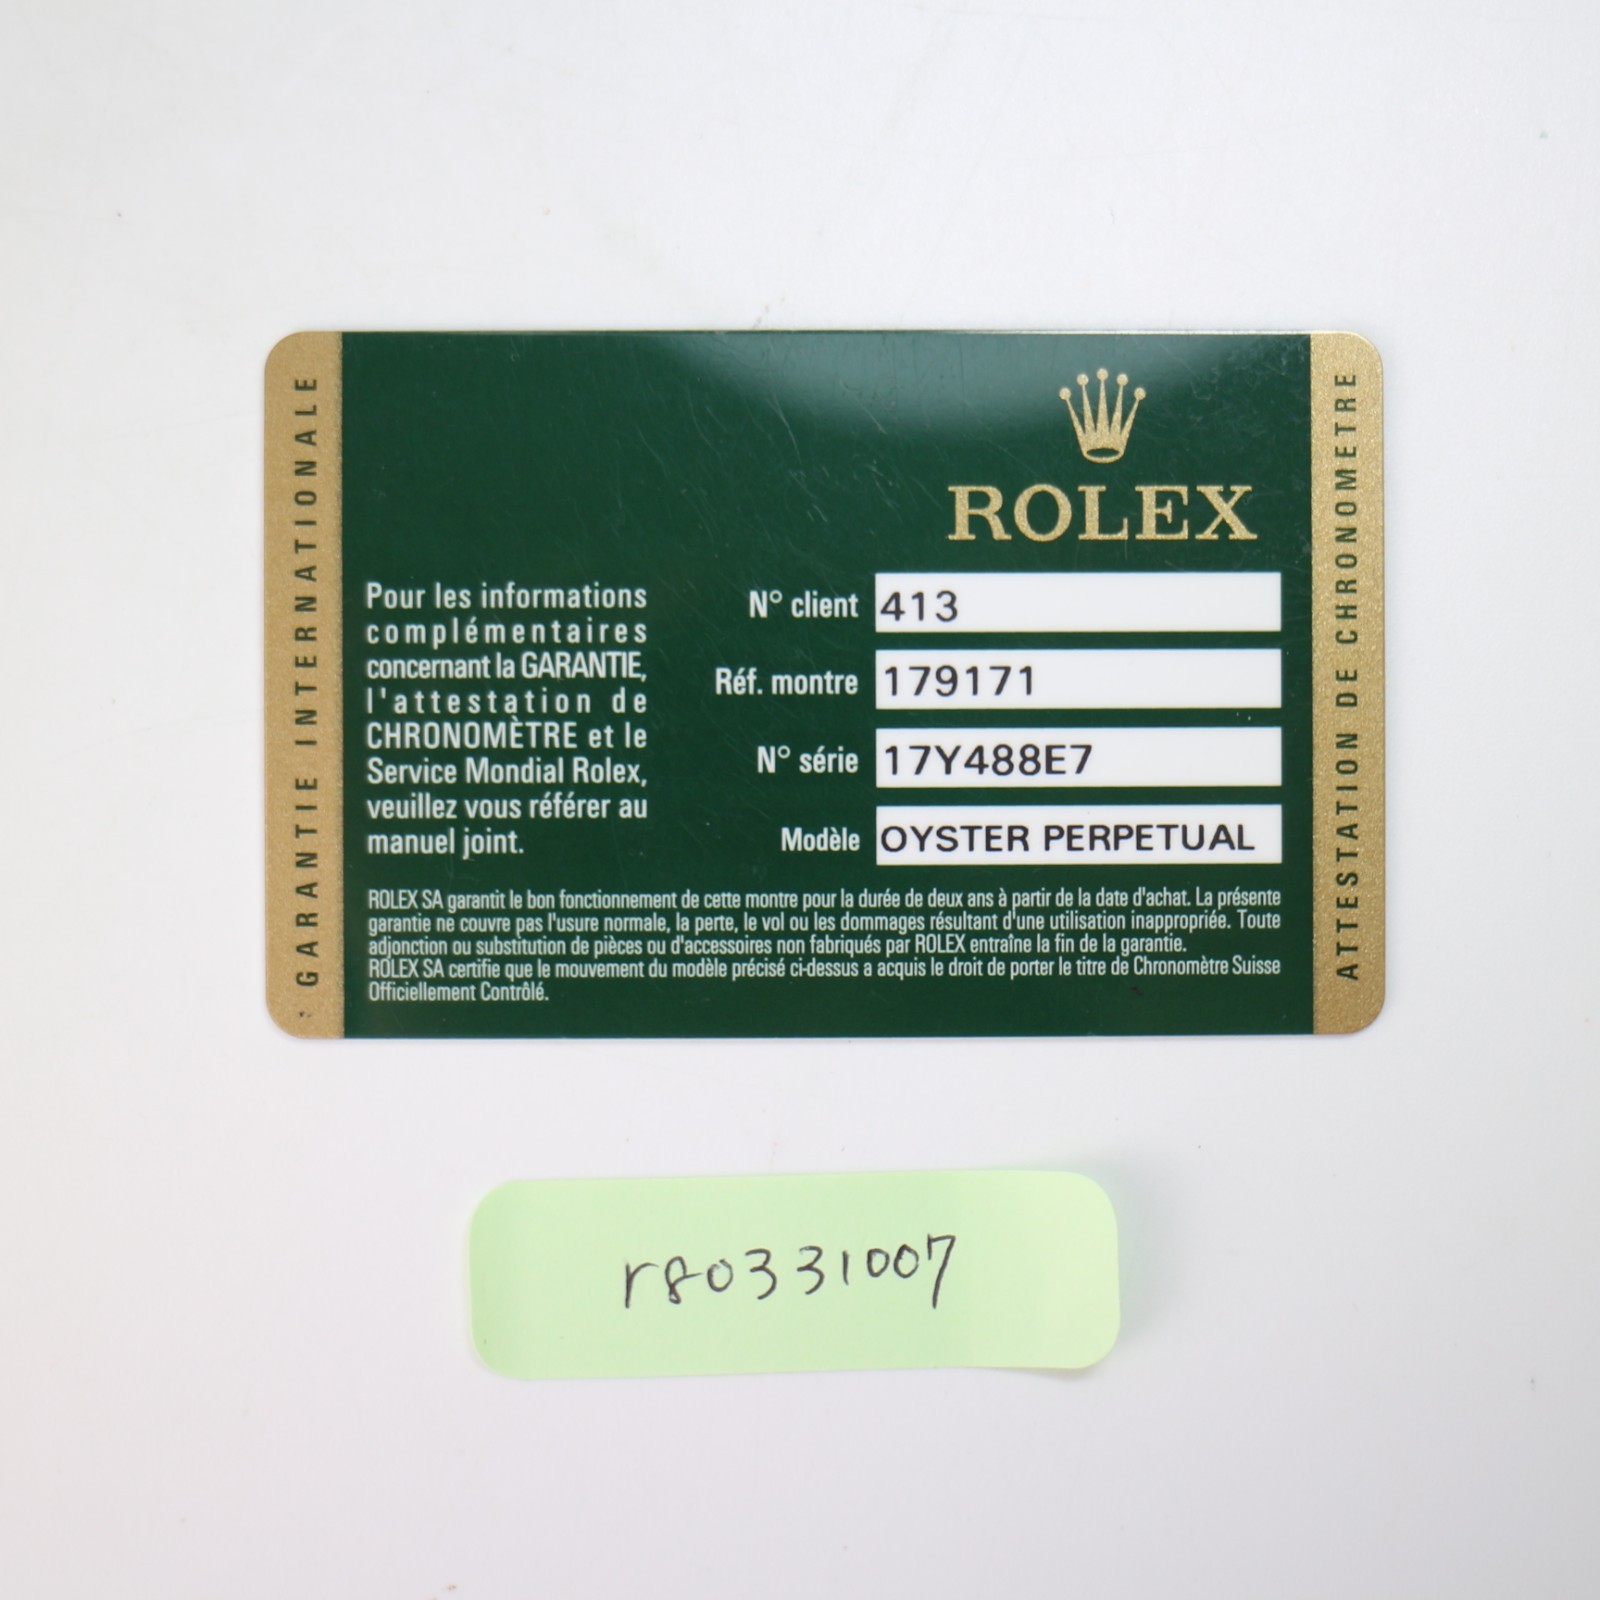 GARANTIE INTERNATIONALE
ROLEX
Pour les informations
complémentaires
concernant la GARANTIE,
l'attestation de
CHRONOMÈTRE et le
Service Mondial Rolex,
veuillez vous référer au
manuel joint.
N° client 413
Réf. montre 179171
N° série 17Y488E7
Modèle OYSTER PERPETUAL
ROLEX SA garantit le bon fonctionnement de cette montre pour la durée de deux ans à partir de la date d'achat. La présente
garantie ne couvre pas l'usure normale, la perte, le vol ou les dommages résultant d'une utilisation inappropriée. Toute
adjonction ou substitution de pièces ou d'accessoires non fabriqués par ROLEX entraîne la fin de la garantie.
ROLEX SA certifie que le mouvement du modèle précisé ci-dessus a acquis le droit de porter le titre de Chronomètre Suisse
Officiellement Contrôlé.
ATTESTATION DE CHRONOMETRE
r80331007